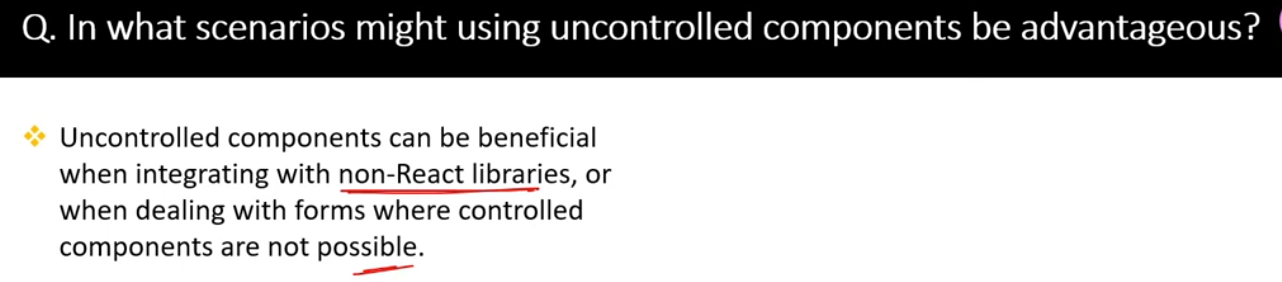 Q. In what scenarios might using uncontrolled components be advantageous?
Uncontrolled components can be beneficial
when integrating with non-React libraries, or
when dealing with forms where controlled
components are not possible.